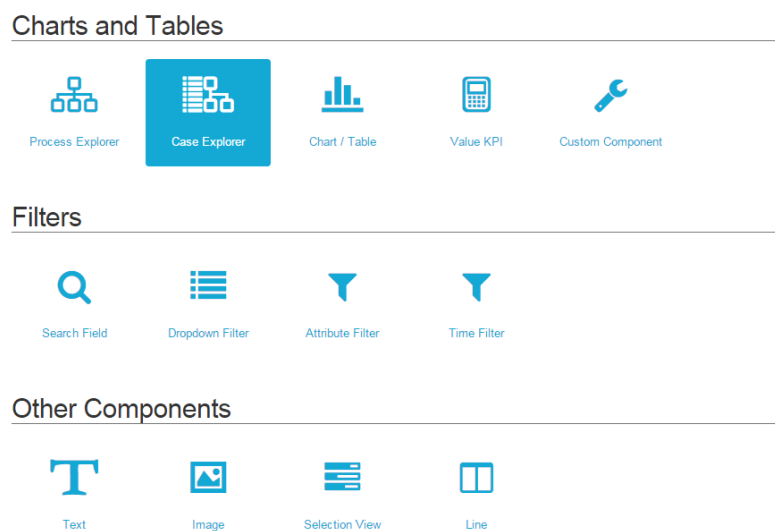 Charts and Tables
Process Explorer
Case Explorer
Chart / Table
Value KPI
Custom Component
Filters
Search Field
Dropdown Filter
Attribute Filter
Time Filter
Other Components
Text
Image
Selection View
Line